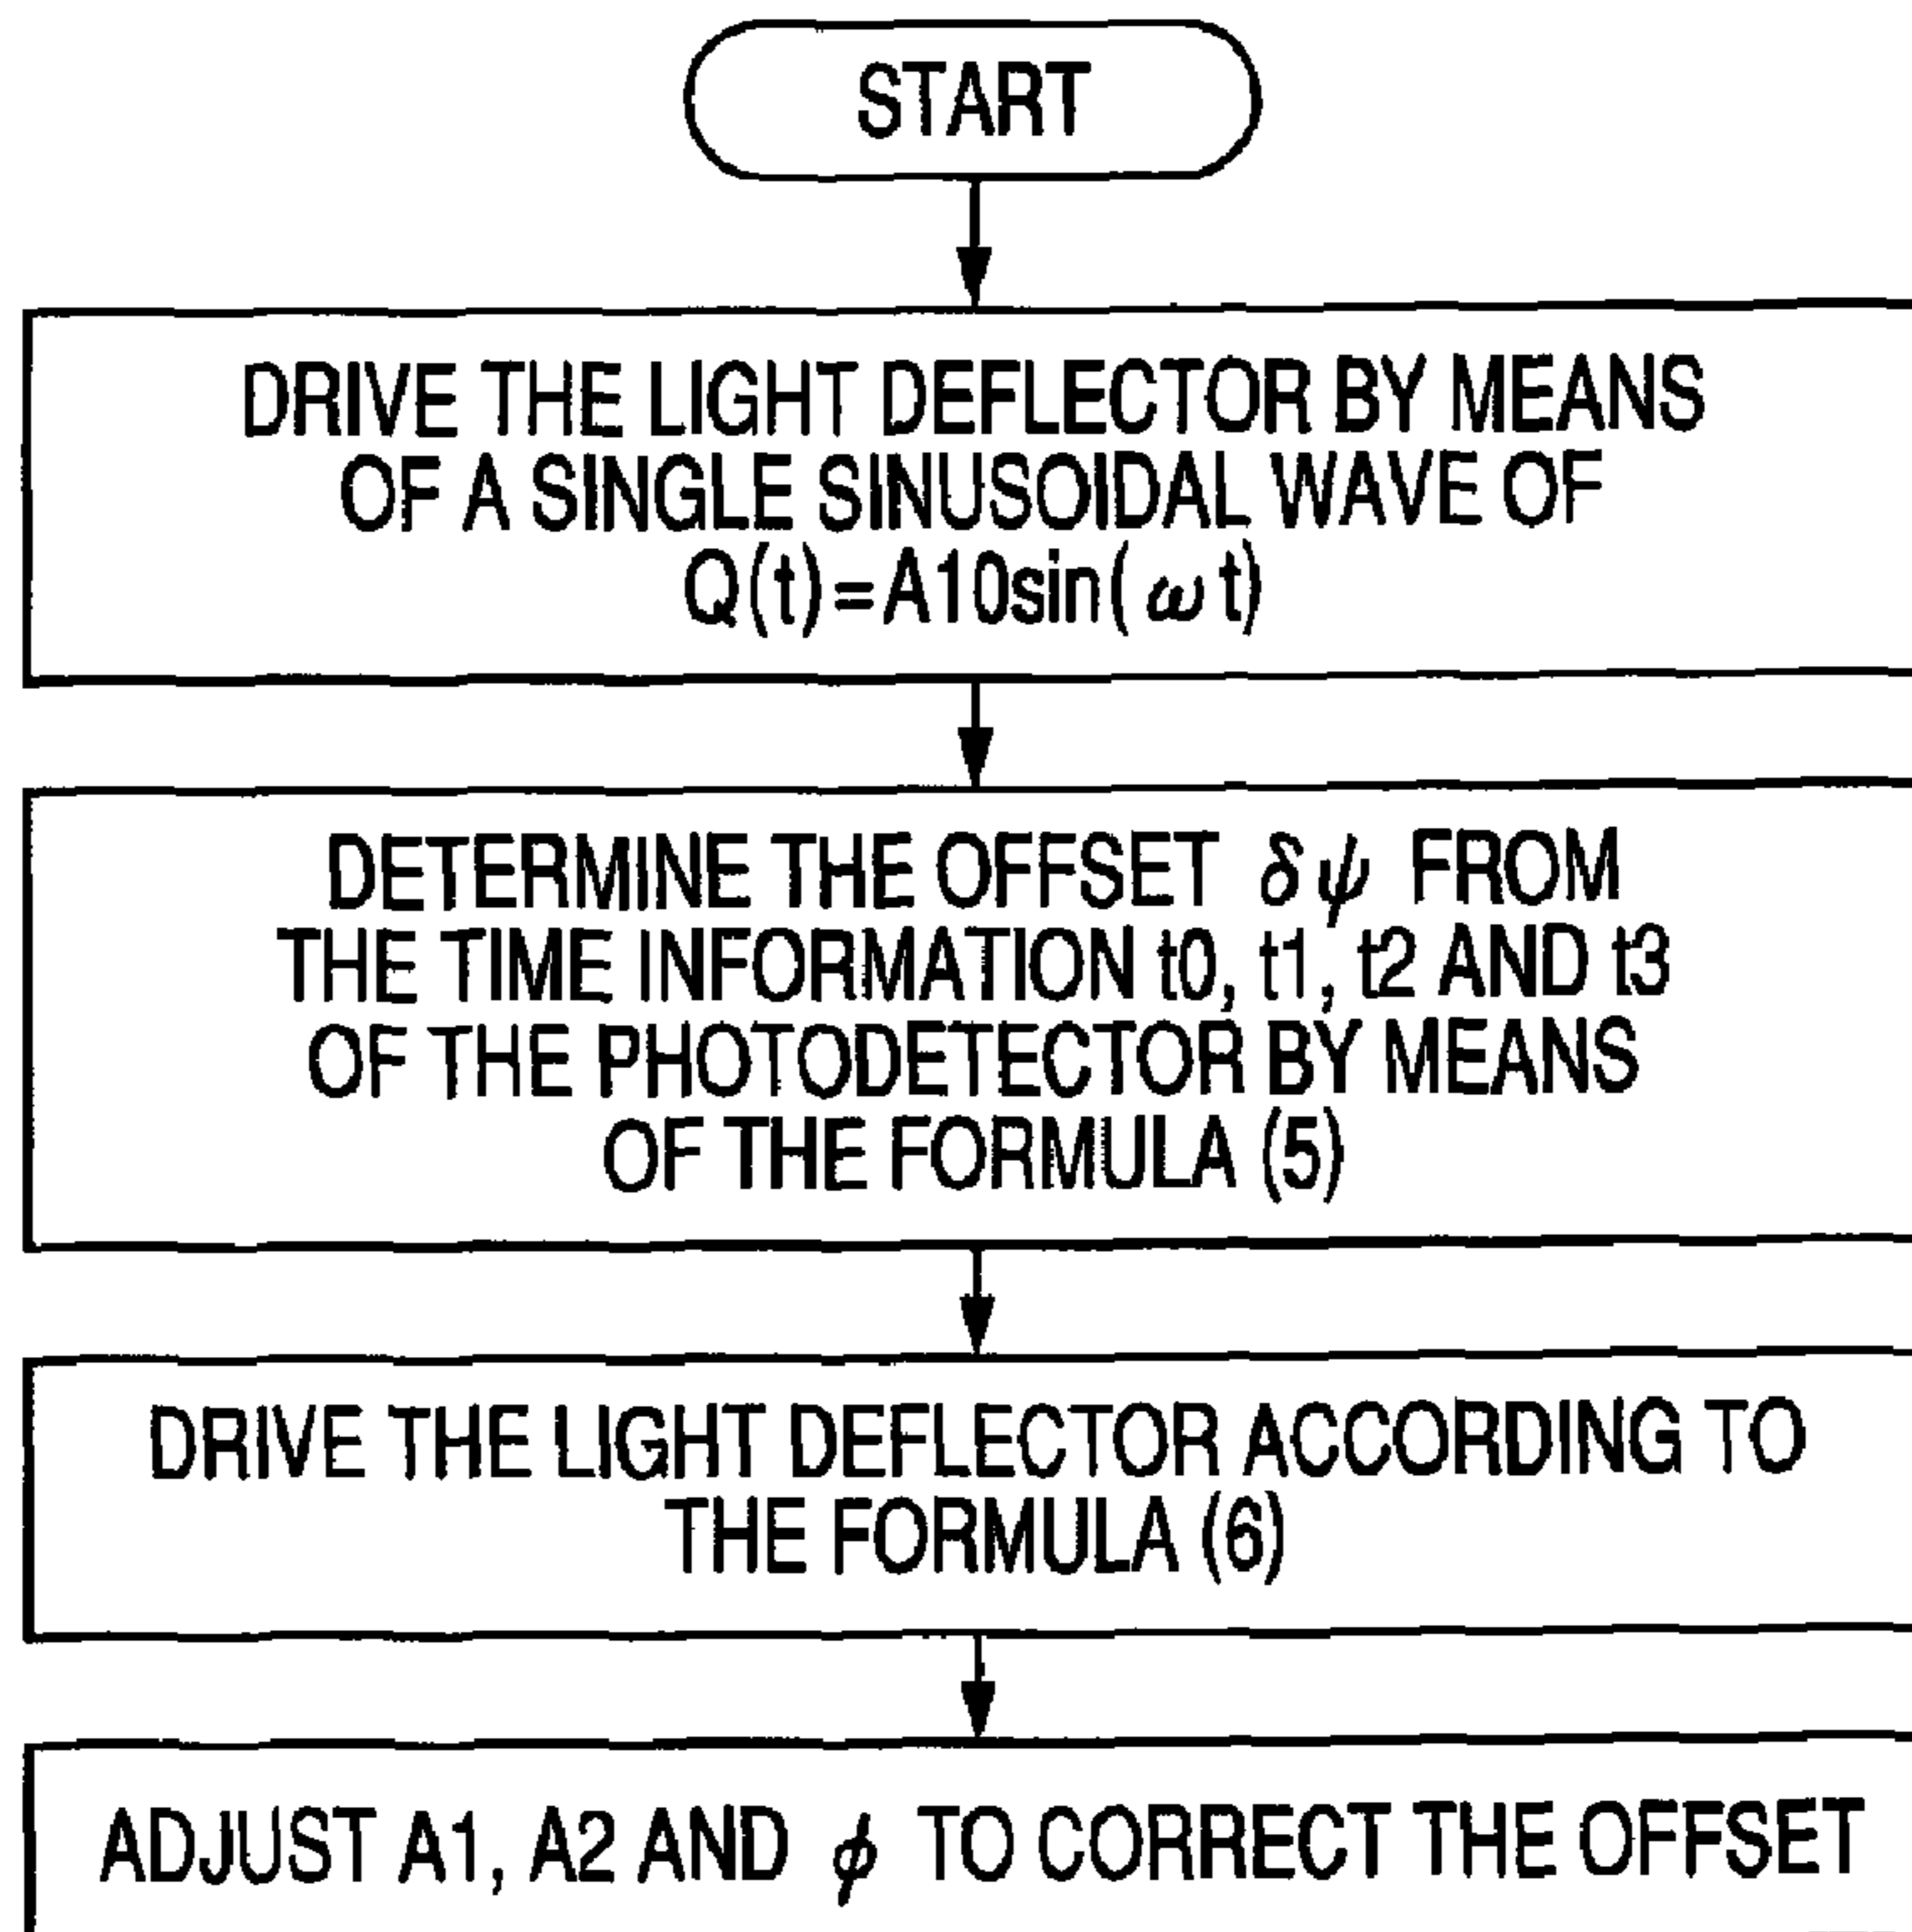 START
DRIVE THE LIGHT DEFLECTOR BY MEANS
OF A SINGLE SINUSOIDAL WAVE OF
Q(t)=A10sin(ωt)
DETERMINE THE OFFSET δψ FROM
THE TIME INFORMATION t0, t1, t2 AND t3
OF THE PHOTODETECTOR BY MEANS
OF THE FORMULA (5)
DRIVE THE LIGHT DEFLECTOR ACCORDING TO
THE FORMULA (6)
ADJUST A1, A2 AND ϕ TO CORRECT THE OFFSET